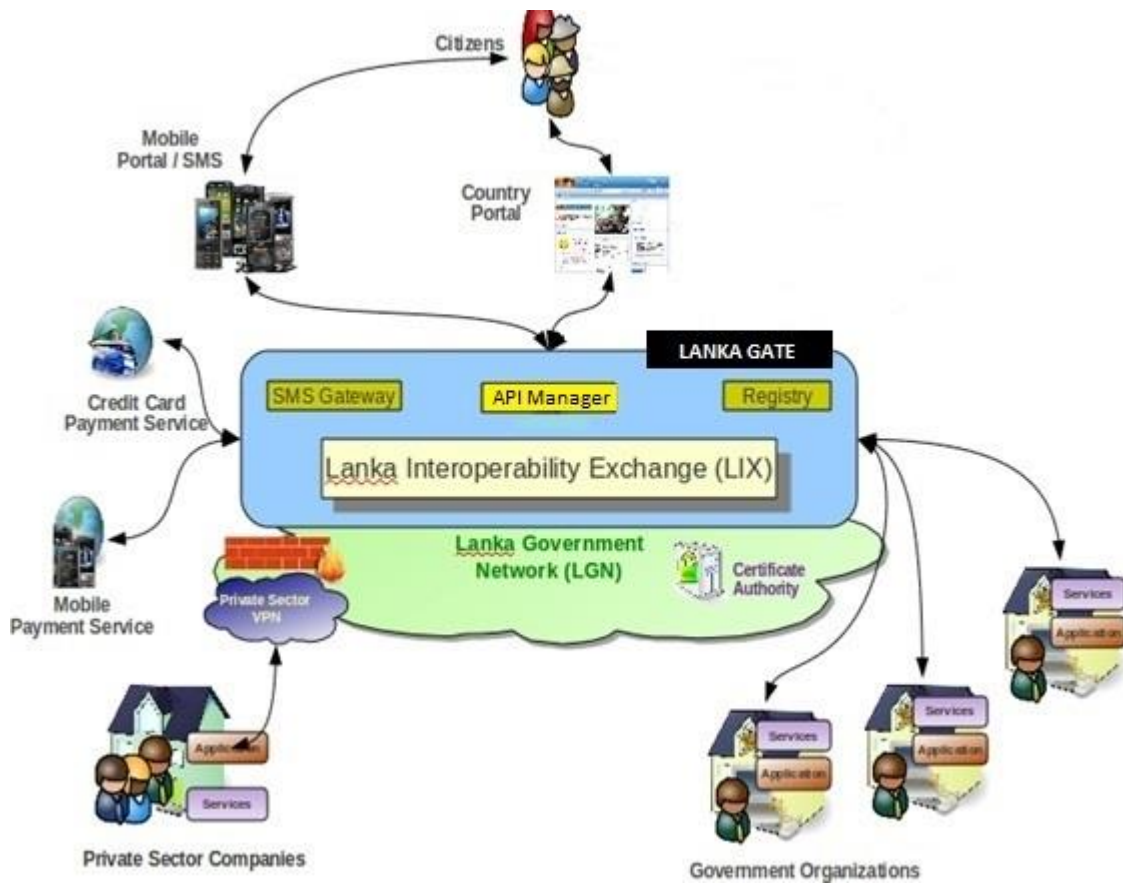 Citizens
Mobile
Portal / SMS
Country
Portal
LANKA GATE
Credit Card
Payment Service
SMS Gateway
API Manager
Registry
Lanka Interoperability Exchange (LIX)
Lanka Government
Network (LGN)
Certificate
Authority
Private Sector
VPN
Mobile
Payment Service
Services
Application
Services
Application
Services
Application
Application
Services
Private Sector Companies
Government Organizations